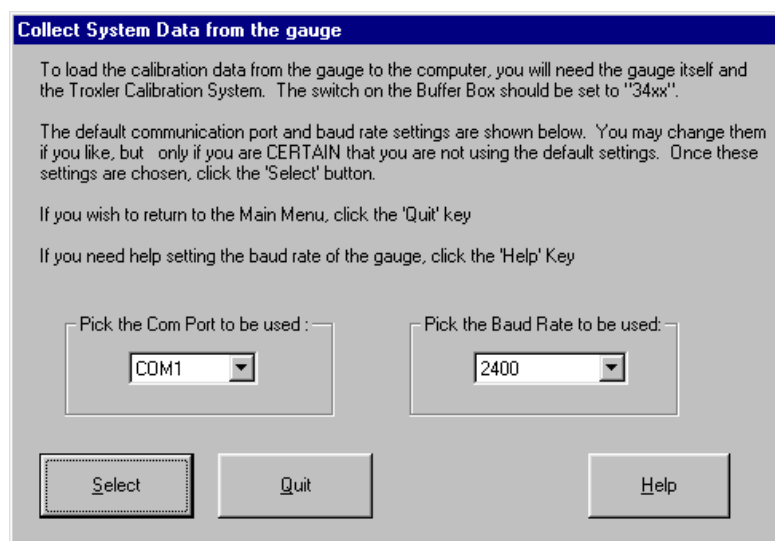 Collect System Data from the gauge
To load the calibration data from the gauge to the computer, you will need the gauge itself and
the Troxler Calibration System. The switch on the Buffer Box should be set to "34xx".
The default communication port and baud rate settings are shown below. You may change them
if you like, but only if you are CERTAIN that you are not using the default settings. Once these
settings are chosen, click the 'Select' button.
If you wish to return to the Main Menu, click the 'Quit' key
If you need help setting the baud rate of the gauge, click the 'Help' Key
Pick the Com Port to be used :
Pick the Baud Rate to be used:
COM1
2400
Select
Quit
Help